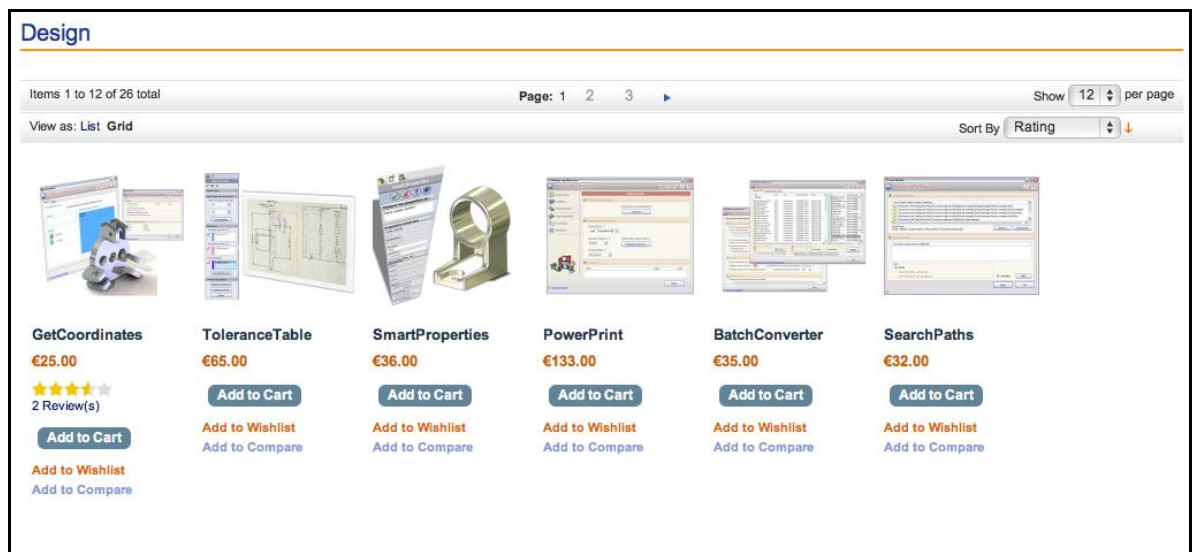 Design
Items 1 to 12 of 26 total Page: 1 2 3 Show 12 per page
View as: List Grid Sort By Rating
GetCoordinates ToleranceTable SmartProperties PowerPrint BatchConverter SearchPaths
€25.00 €65.00 €36.00 €133.00 €35.00 €32.00
2 Review(s)
Add to Cart Add to Cart Add to Cart Add to Cart Add to Cart
Add to Cart
Add to Wishlist Add to Wishlist Add to Wishlist Add to Wishlist Add to Wishlist
Add to Compare Add to Compare Add to Compare Add to Compare Add to Compare
Add to Wishlist
Add to Compare